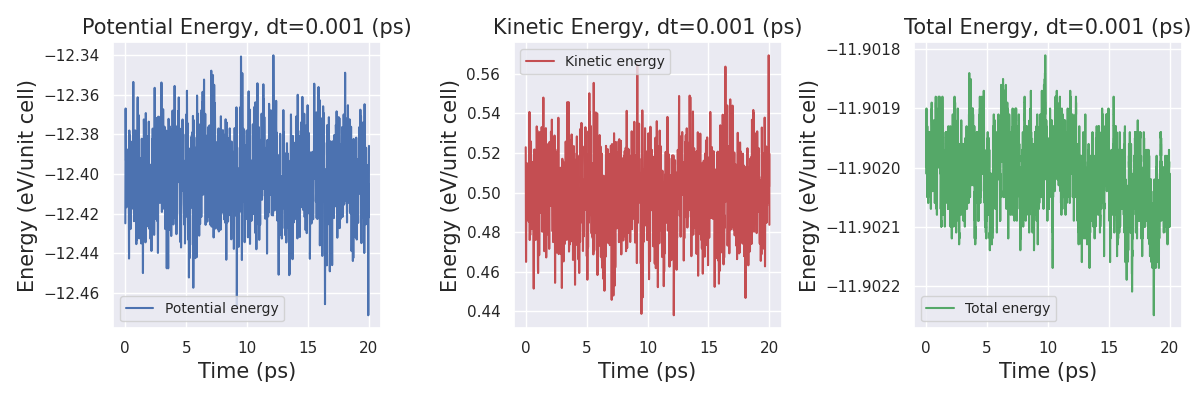 Potential Energy, dt=0.001 (ps)
−12.34
−12.36
−12.38
−12.40
−12.42
−12.44
−12.46
Energy (eV/unit cell)
Potential energy
0
5
10
15
20
Time (ps)
Kinetic Energy, dt=0.001 (ps)
Kinetic energy
0.56
0.54
0.52
0.50
0.48
0.46
0.44
Energy (eV/unit cell)
0
5
10
15
20
Time (ps)
Total Energy, dt=0.001 (ps)
−11.9018
−11.9019
−11.9020
−11.9021
−11.9022
Energy (eV/unit cell)
Total energy
0
5
10
15
20
Time (ps)